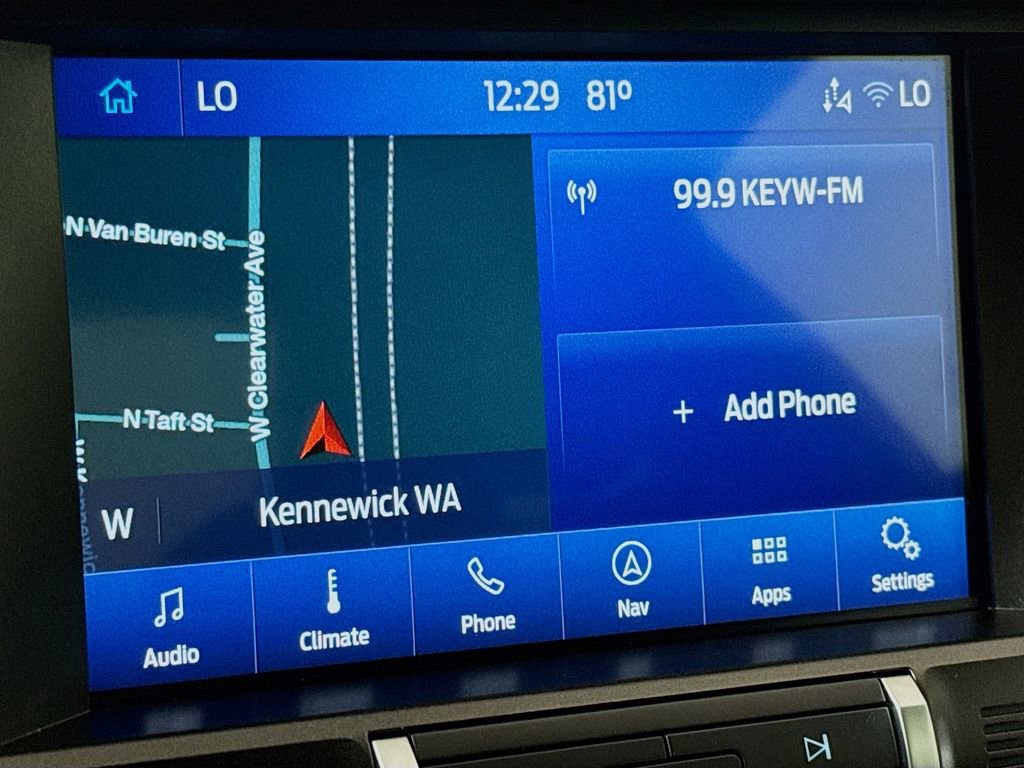 LO
12:29 81º
LO
N Van Buren St
W Clearwater Ave
N Taft St
W
Kennewick WA
99.9 KEYW-FM
+ Add Phone
Audio
Climate
Phone
Nav
Apps
Settings